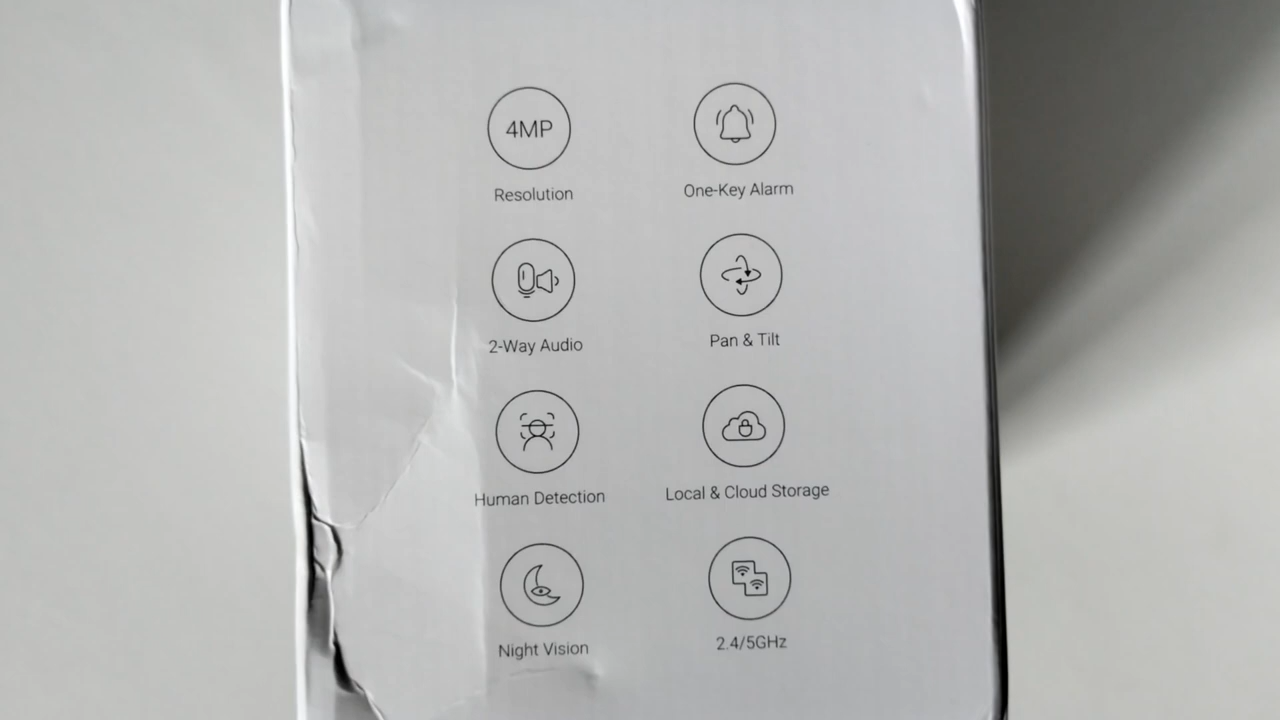 4MP
Resolution
One-Key Alarm
2-Way Audio
Pan & Tilt
Human Detection
Local & Cloud Storage
Night Vision
2.4/5GHz